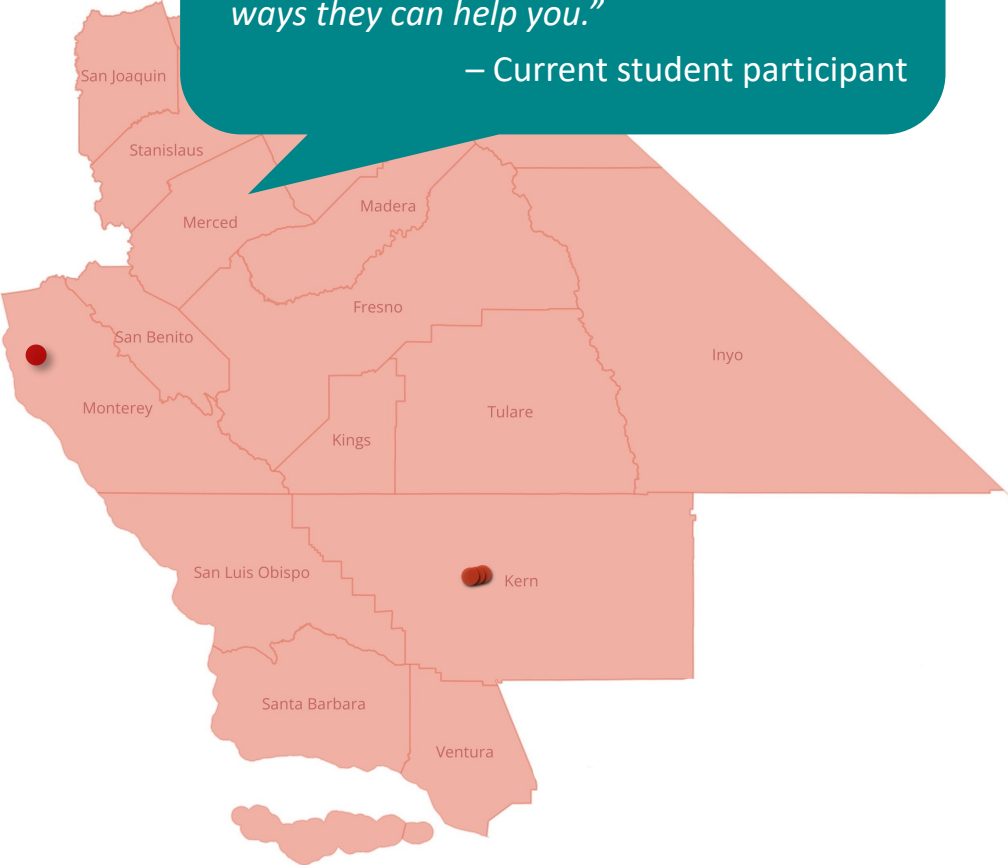 ways they can help you.”
– Current student participant
San Joaquin
Stanislaus
Merced
Madera
Fresno
San Benito
Inyo
Monterey
Tulare
Kings
San Luis Obispo
Kern
Santa Barbara
Ventura